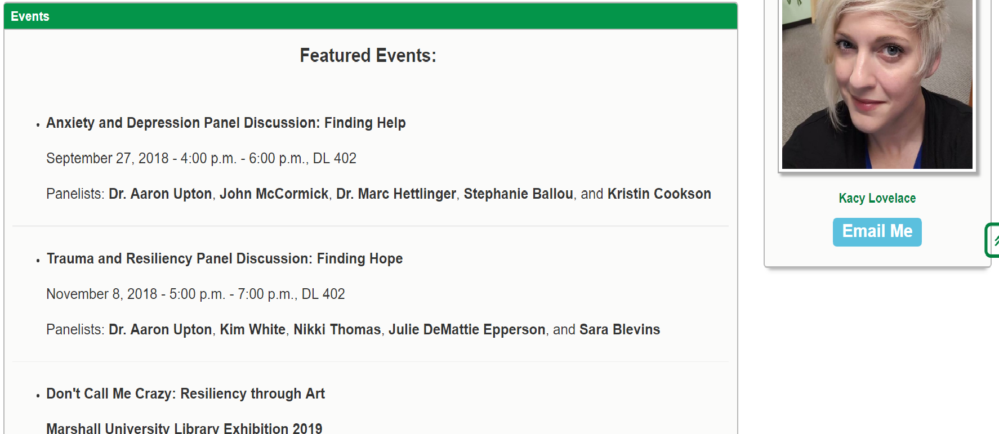 Events
Featured Events:
Anxiety and Depression Panel Discussion: Finding Help
September 27, 2018 - 4:00 p.m. - 6:00 p.m., DL 402
Panelists: Dr. Aaron Upton, John McCormick, Dr. Marc Hettlinger, Stephanie Ballou, and Kristin Cookson
Trauma and Resiliency Panel Discussion: Finding Hope
November 8, 2018 - 5:00 p.m. - 7:00 p.m., DL 402
Panelists: Dr. Aaron Upton, Kim White, Nikki Thomas, Julie DeMattie Epperson, and Sara Blevins
Don't Call Me Crazy: Resiliency through Art
Marshall University Library Exhibition 2019
Kacy Lovelace
Email Me